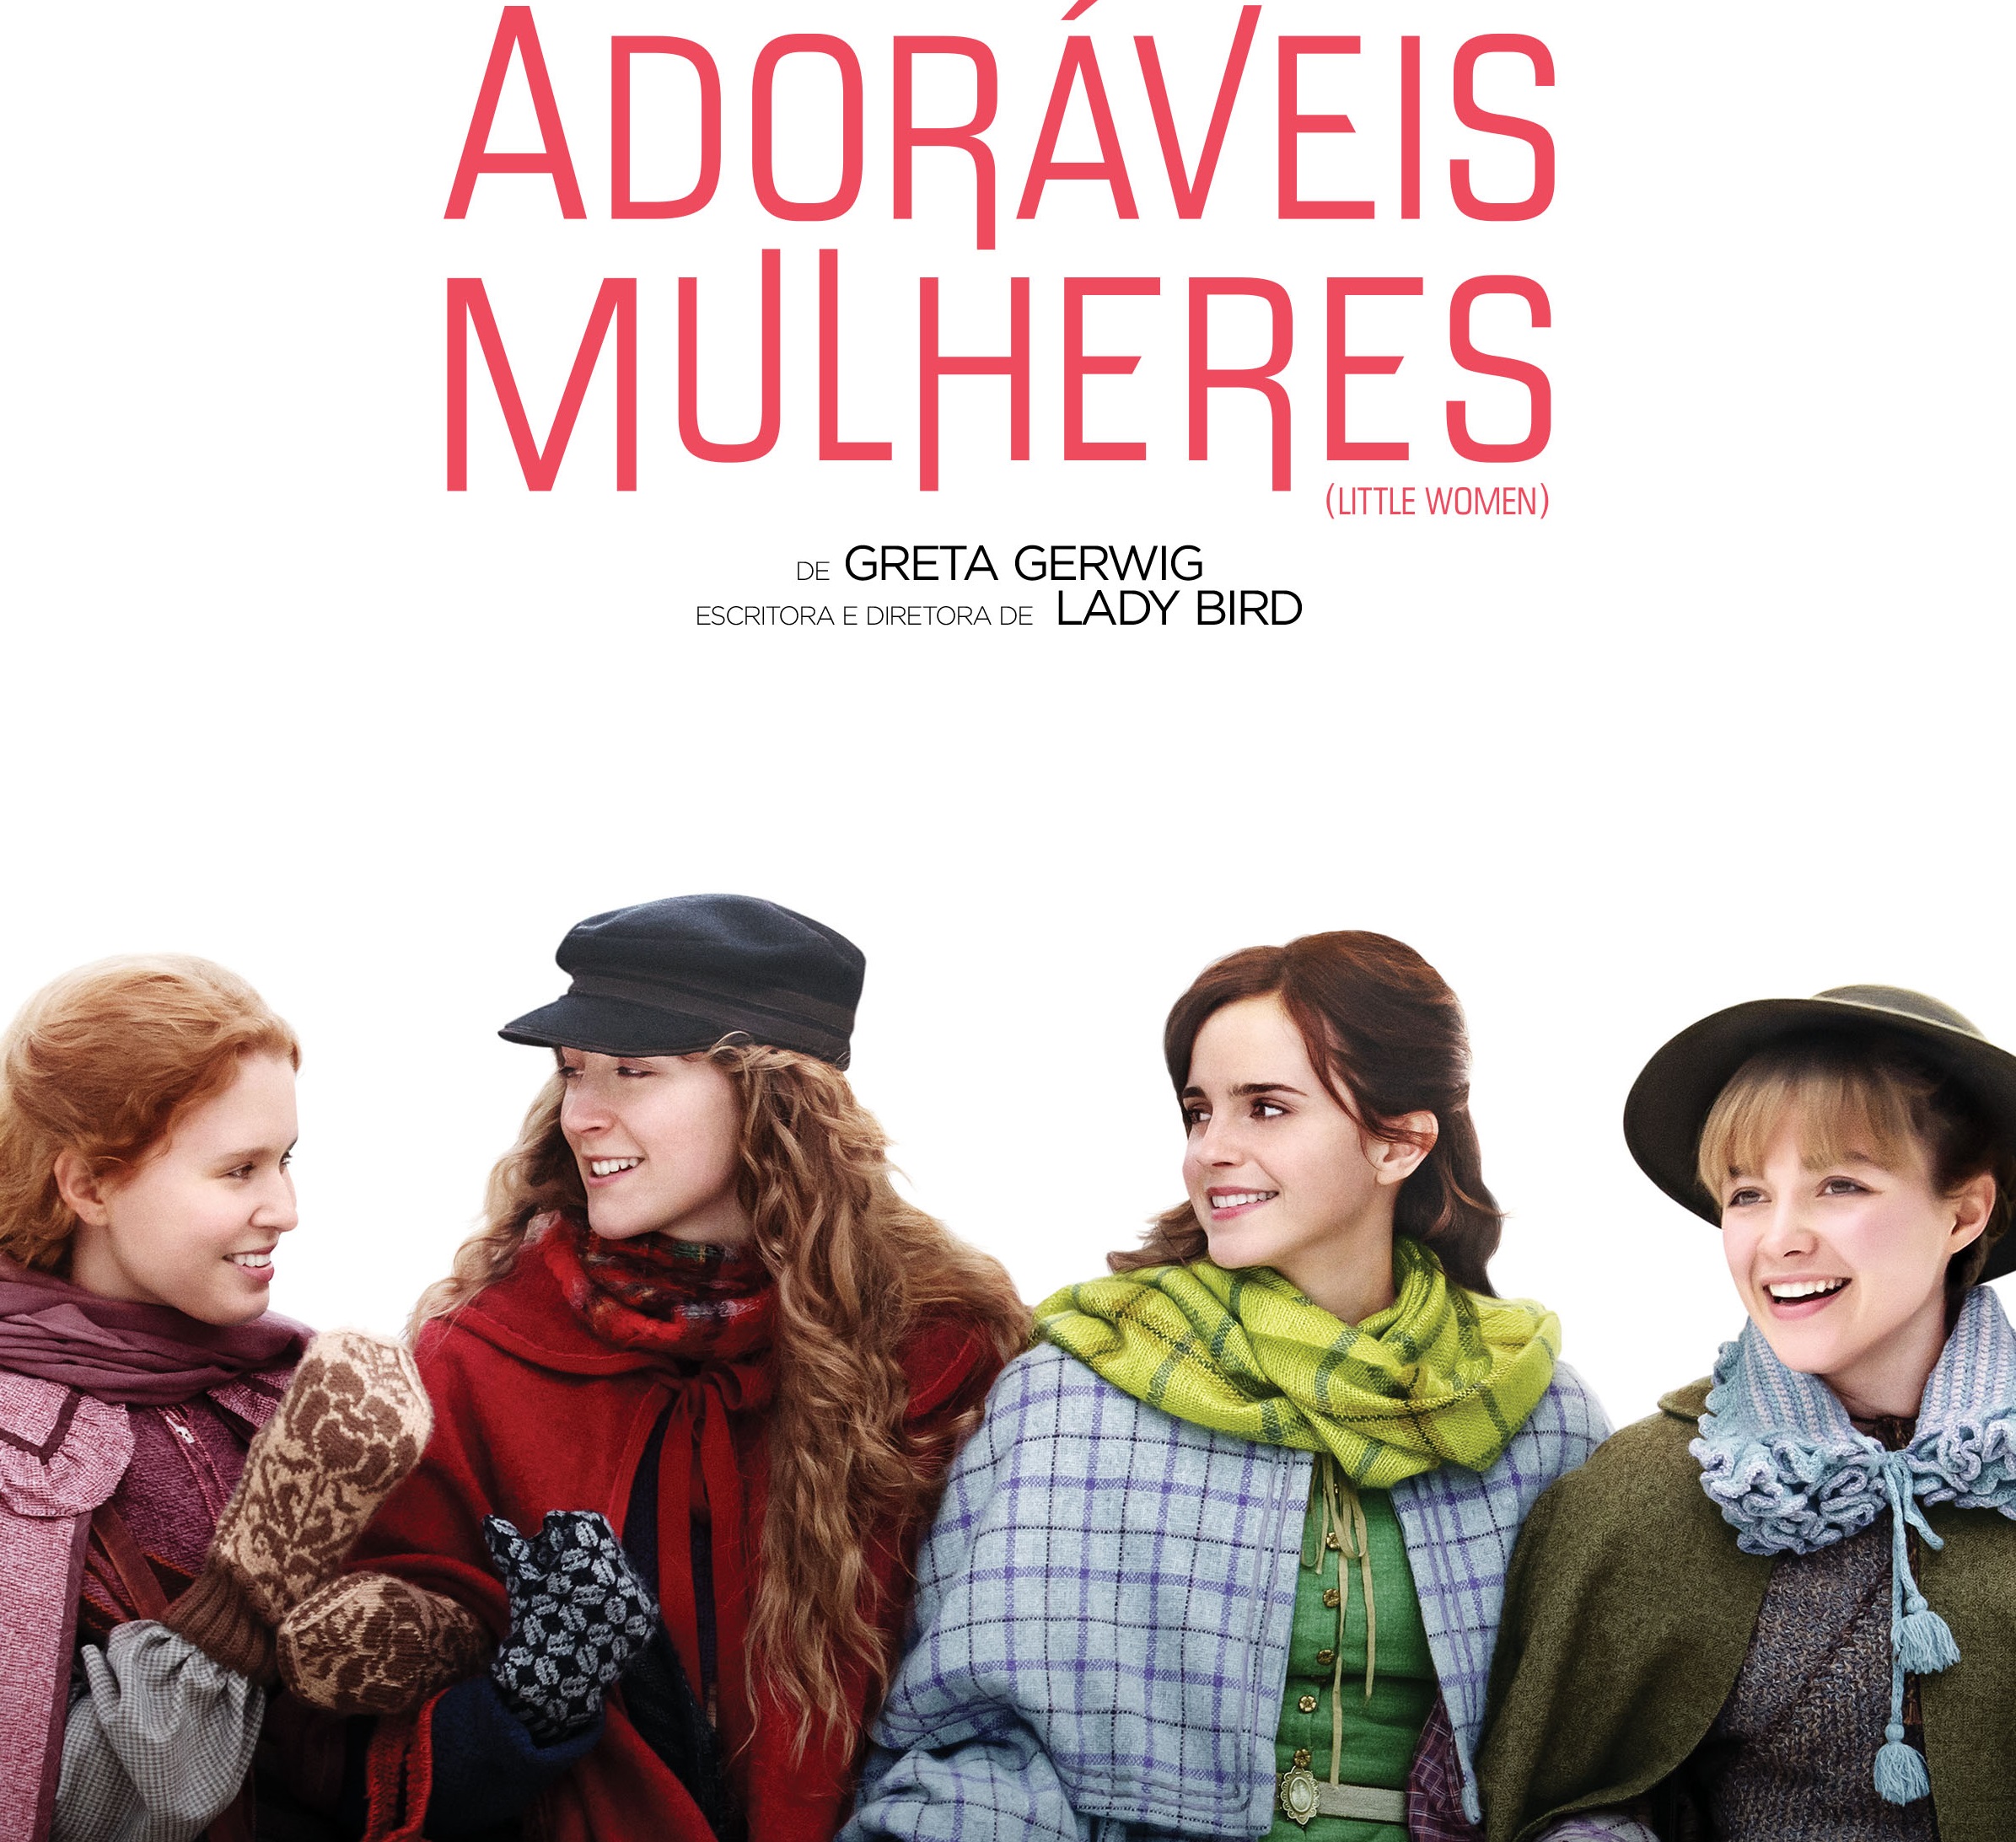 ADORÁVEIS
MULHERES
(LITTLE WOMEN)
DE GRETA GERWIG
ESCRITORA E DIRETORA DE LADY BIRD